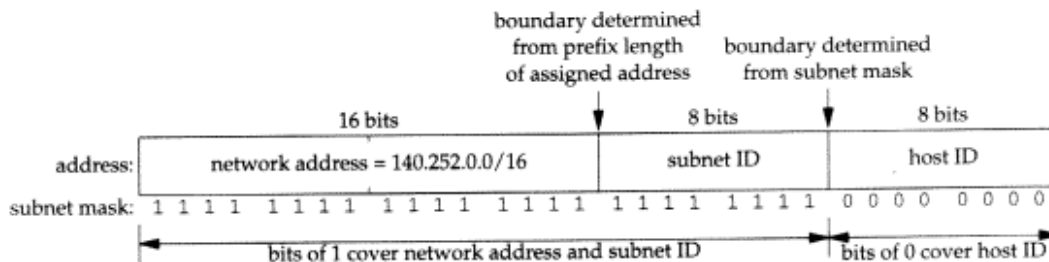 boundary determined
from prefix length
of assigned address
boundary determined
from subnet mask
16 bits
8 bits
8 bits
address:
network address = 140.252.0.0/16
subnet ID
host ID
subnet mask: 1 1 1 1 1 1 1 1 1 1 1 1 1 1 1 1 1 1 1 1 1 1 1 1 0 0 0 0 0 0 0 0
bits of 1 cover network address and subnet ID
bits of 0 cover host ID